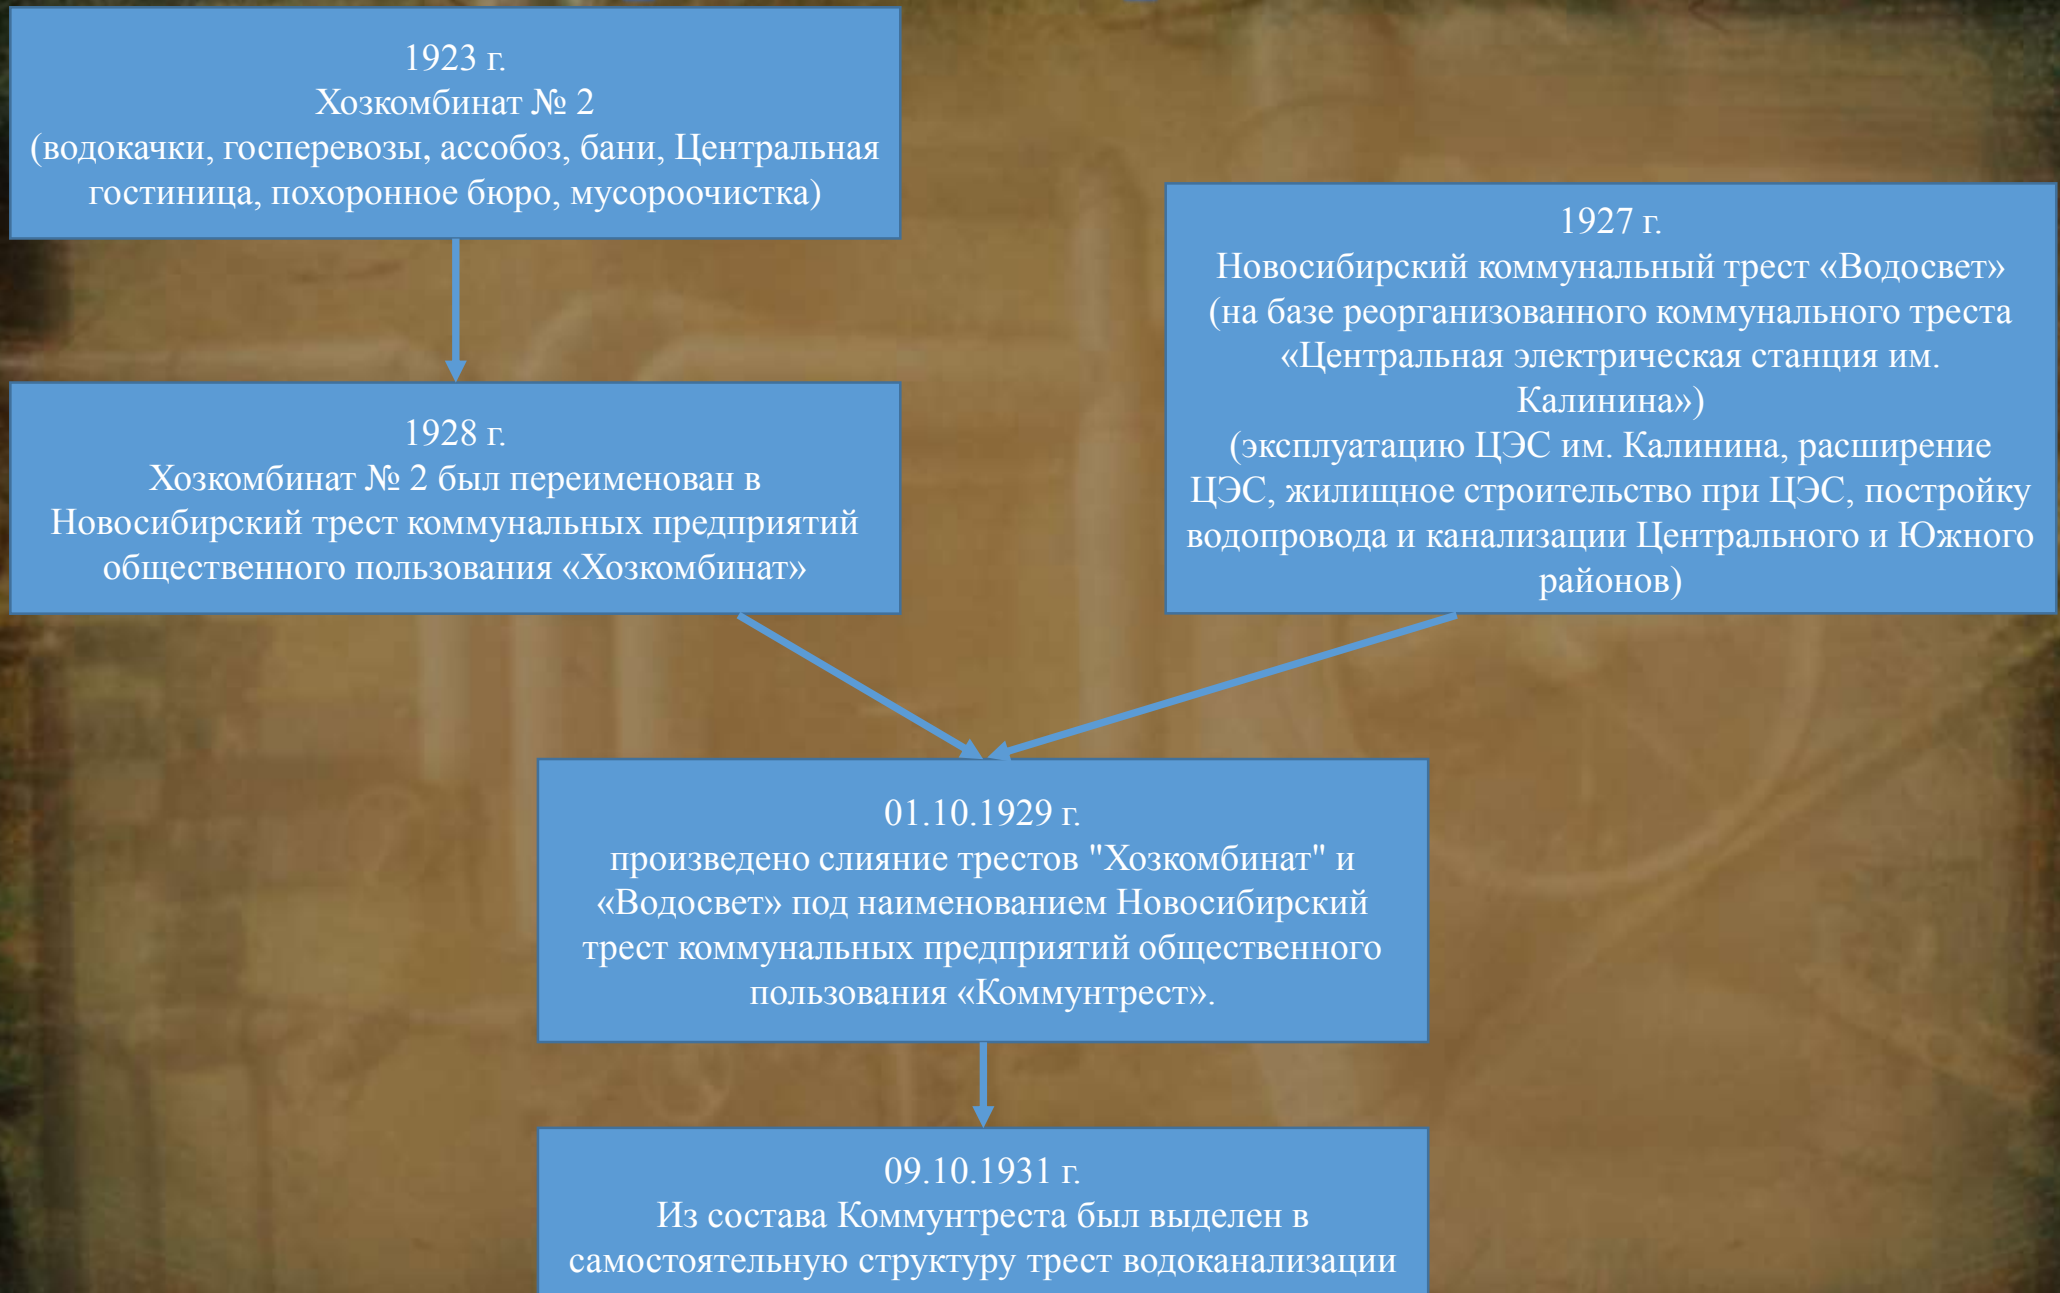 1923 г.
Хозкомбинат № 2
(водокачки, госперевозы, ассобоз, бани, Центральная
гостиница, похоронное бюро, мусороочистка)
1928 г.
Хозкомбинат № 2 был переименован в
Новосибирский трест коммунальных предприятий
общественного пользования «Хозкомбинат»
1927 г.
Новосибирский коммунальный трест «Водосвет»
(на базе реорганизованного коммунального треста
«Центральная электрическая станция им.
Калинина»)
(эксплуатацию ЦЭС им. Калинина, расширение
ЦЭС, жилищное строительство при ЦЭС, постройку
водопровода и канализации Центрального и Южного
районов)
01.10.1929 г.
произведено слияние трестов "Хозкомбинат" и
«Водосвет» под наименованием Новосибирский
трест коммунальных предприятий общественного
пользования «Коммунтрест».
09.10.1931 г.
Из состава Коммунтреста был выделен в
самостоятельную структуру трест водоканализации